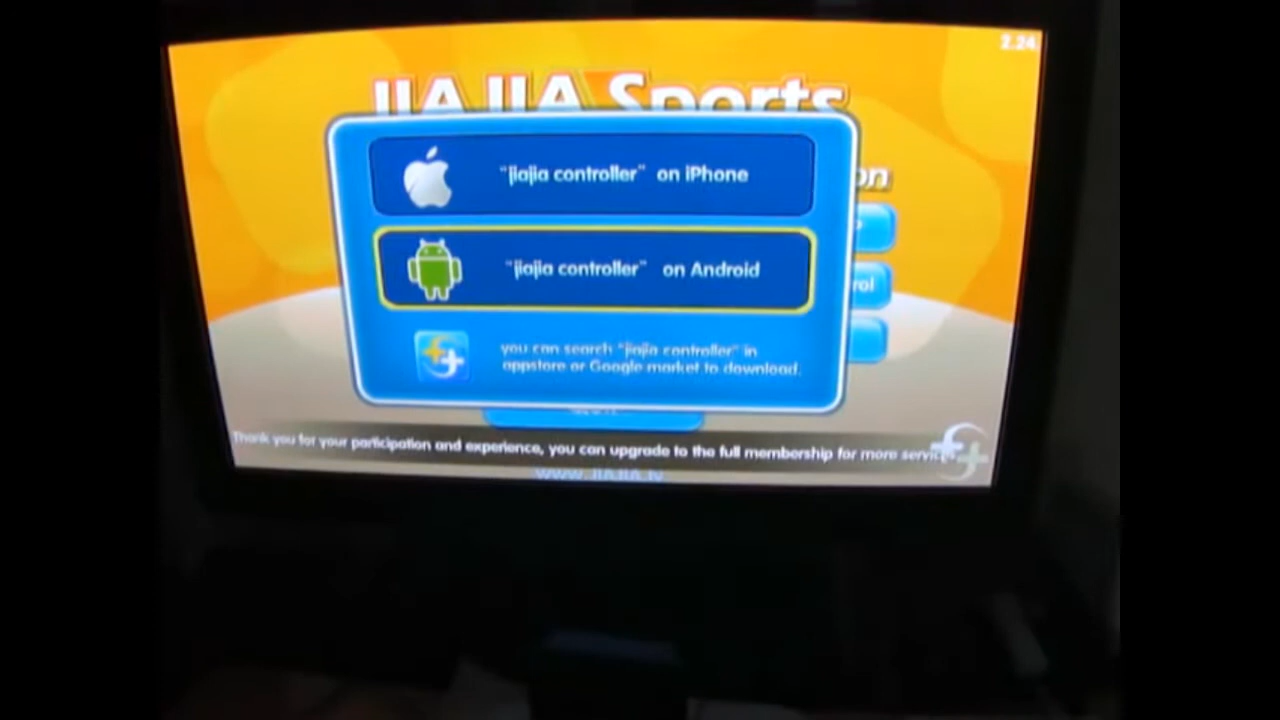 2.24
JIAJIA Sports
"jiajia controller" on iPhone
"jiajia controller" on Android
you can search "jiajia controller" in
appstore or Google market to download.
Thank you for your participation and experience, you can upgrade to the full membership for more
www.JIAJIA.tv